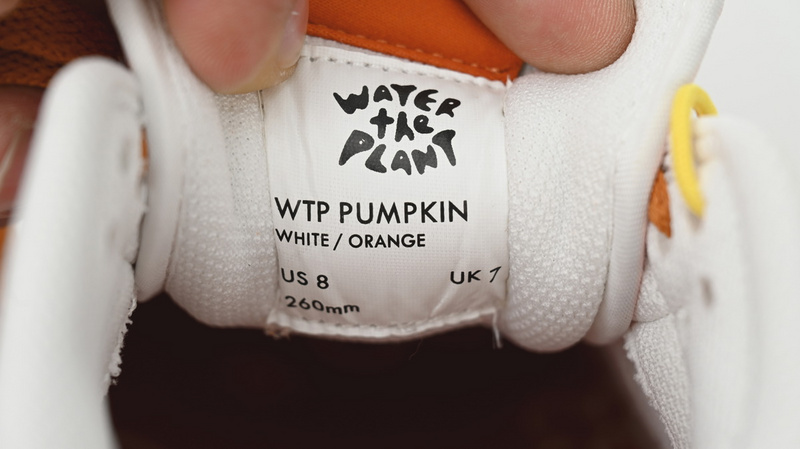 WATER
the
PLANT
WTP PUMPKIN
WHITE / ORANGE
US 8 UK 7
260mm